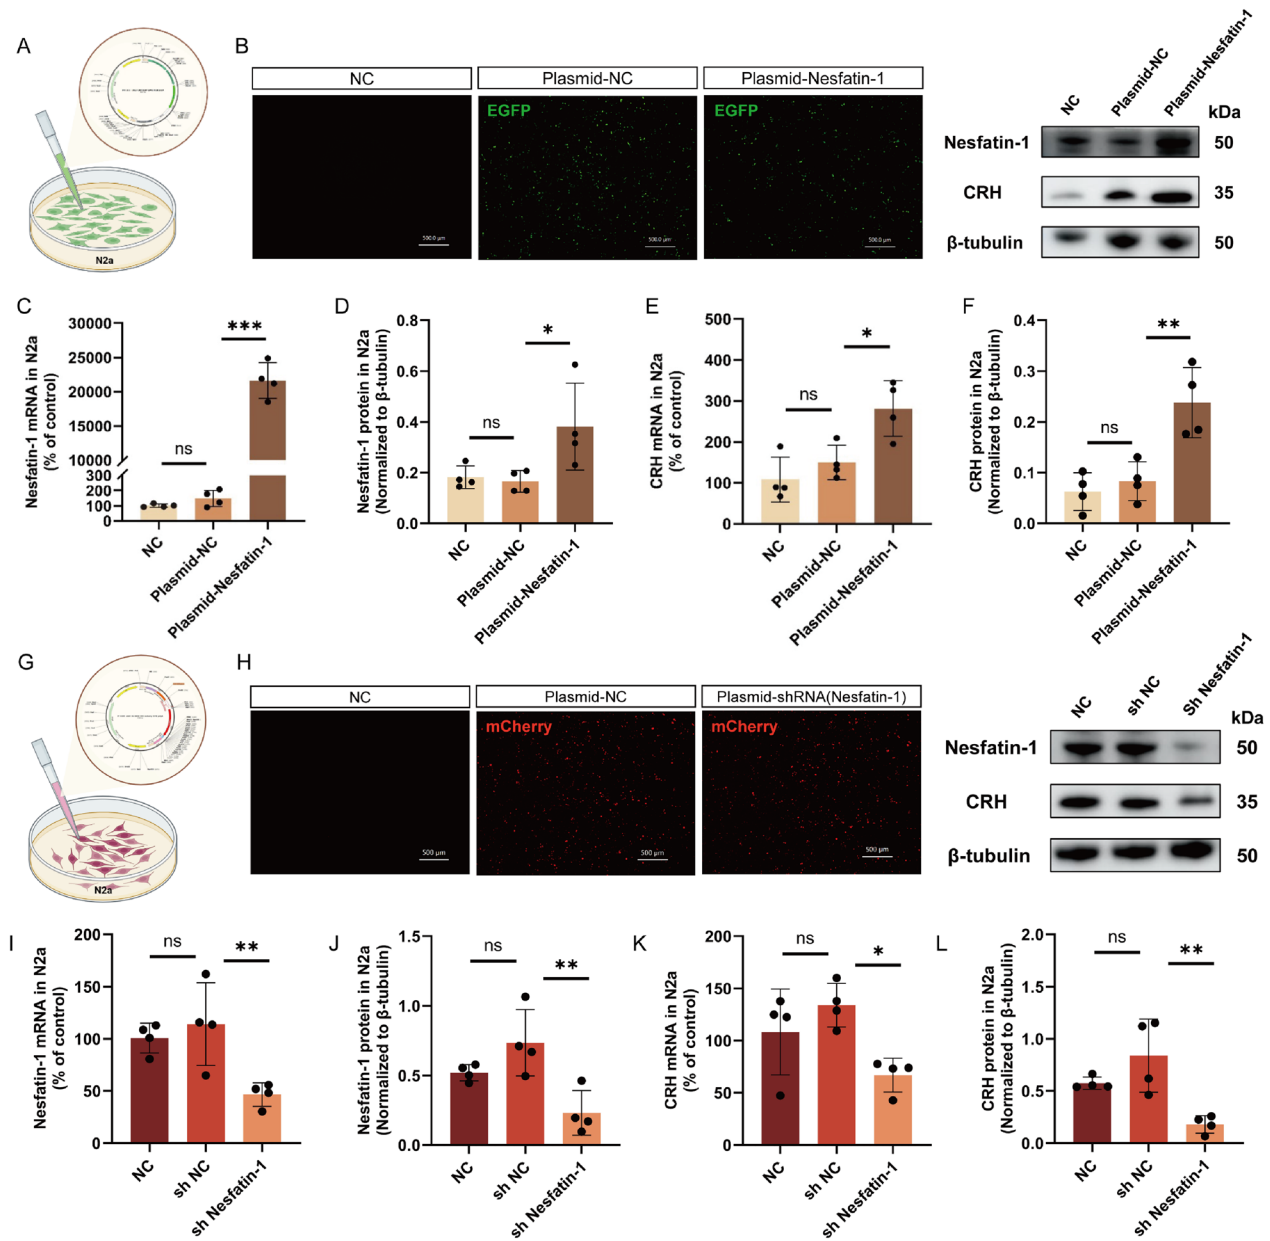 A
N2a
B
NC
Plasmid-NC
Plasmid-Nesfatin-1
EGFP
EGFP
500.0 μm
500.0 μm
500.0 μm
NC
Plasmid-NC
Plasmid-Nesfatin-1
kDa
Nesfatin-1
50
CRH
35
β-tubulin
50
C
Nesfatin-1 mRNA in N2a
(% of control)
30000
25000
20000
15000
10000
300
200
100
0
ns
***
NC
Plasmid-NC
Plasmid-Nesfatin-1
D
Nesfatin-1 protein in N2a
(Normalized to β-tubulin)
0.8
0.6
0.4
0.2
0.0
ns
*
NC
Plasmid-NC
Plasmid-Nesfatin-1
E
CRH mRNA in N2a
(% of control)
500
400
300
200
100
0
ns
*
NC
Plasmid-NC
Plasmid-Nesfatin-1
F
CRH protein in N2a
(Normalized to β-tubulin)
0.4
0.3
0.2
0.1
0.0
ns
**
NC
Plasmid-NC
Plasmid-Nesfatin-1
G
N2a
H
NC
Plasmid-NC
Plasmid-shRNA(Nesfatin-1)
mCherry
mCherry
500 μm
500 μm
500 μm
NC
sh NC
Sh Nesfatin-1
kDa
Nesfatin-1
50
CRH
35
β-tubulin
50
I
Nesfatin-1 mRNA in N2a
(% of control)
200
150
100
50
0
ns
**
NC
sh NC
sh Nesfatin-1
J
Nesfatin-1 protein in N2a
(Normalized to β-tubulin)
1.5
1.0
0.5
0.0
ns
**
NC
sh NC
sh Nesfatin-1
K
CRH mRNA in N2a
(% of control)
200
150
100
50
0
ns
*
NC
sh NC
sh Nesfatin-1
L
CRH protein in N2a
(Normalized to β-tubulin)
2.0
1.5
1.0
0.5
0.0
ns
**
NC
sh NC
sh Nesfatin-1